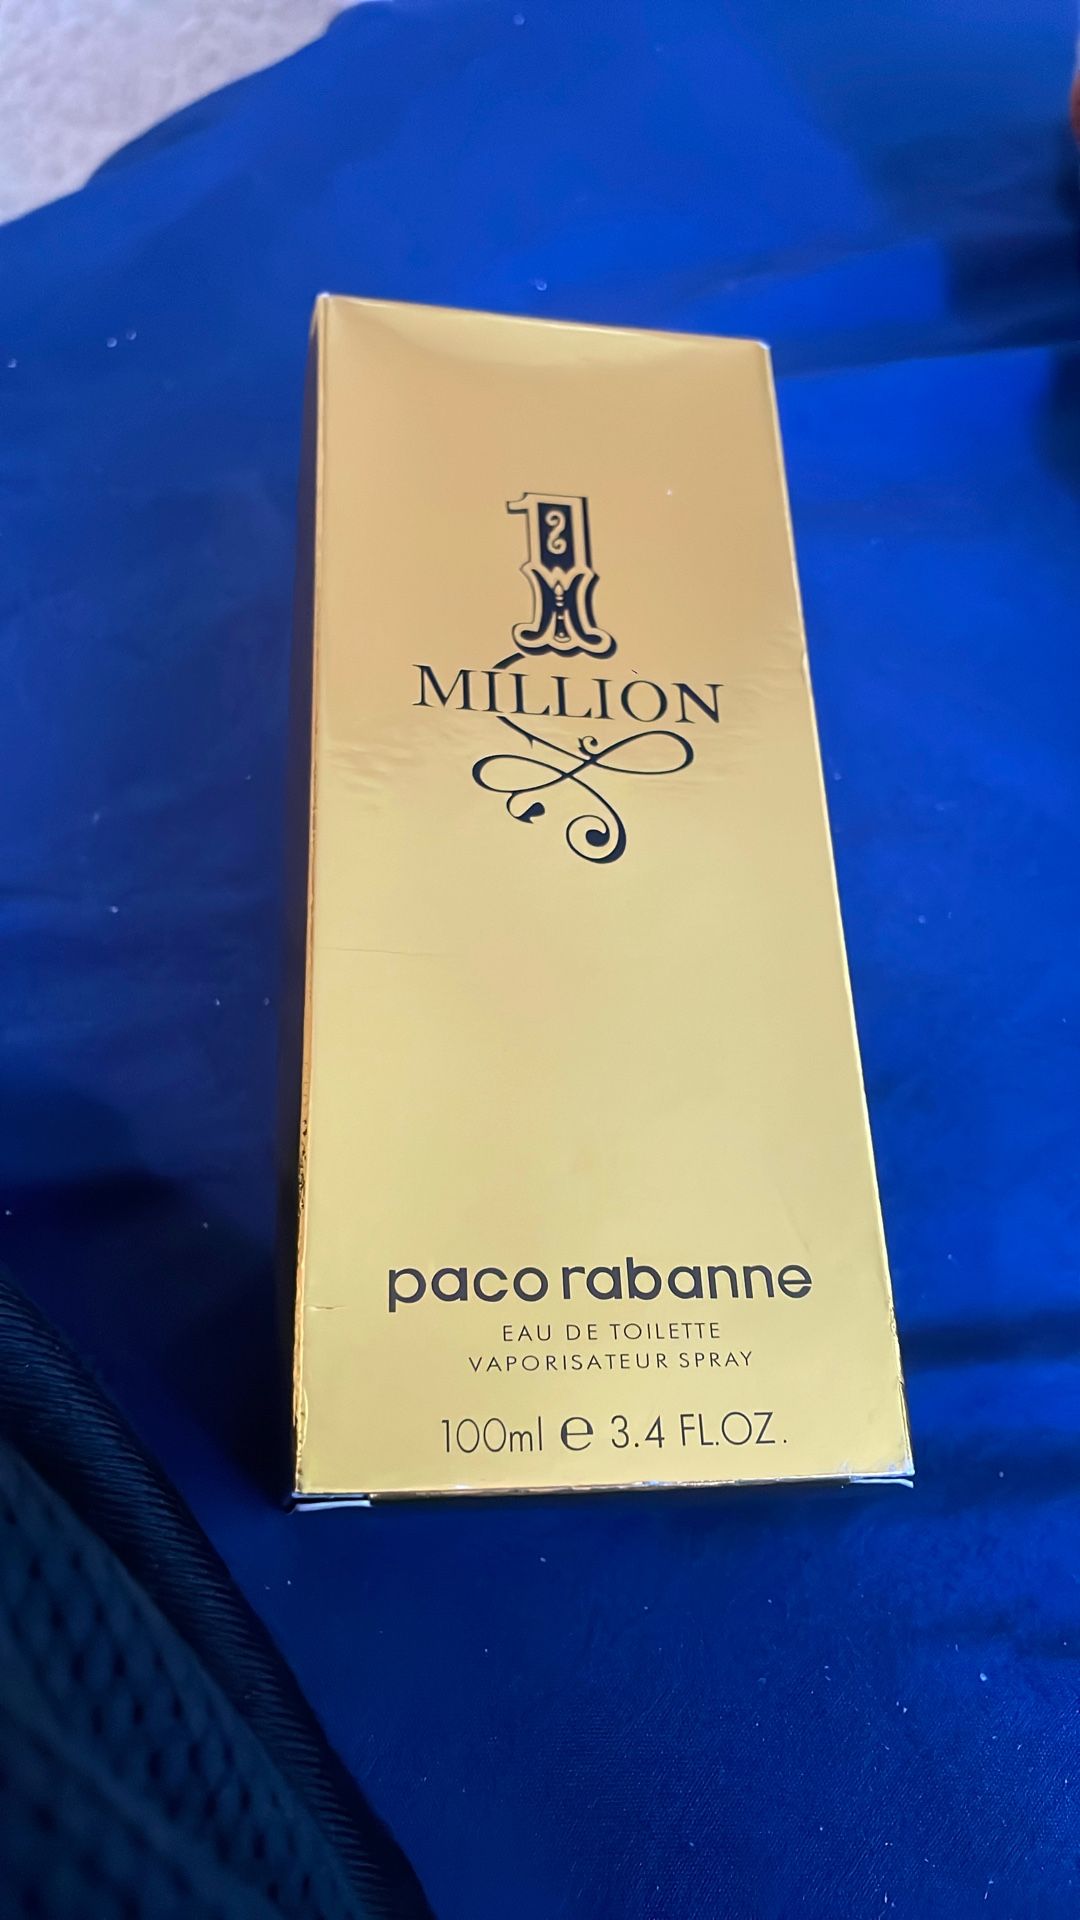 1
MILLION
paco rabanne
EAU DE TOILETTE
VAPORISATEUR SPRAY
100ml e 3.4 FL.OZ.